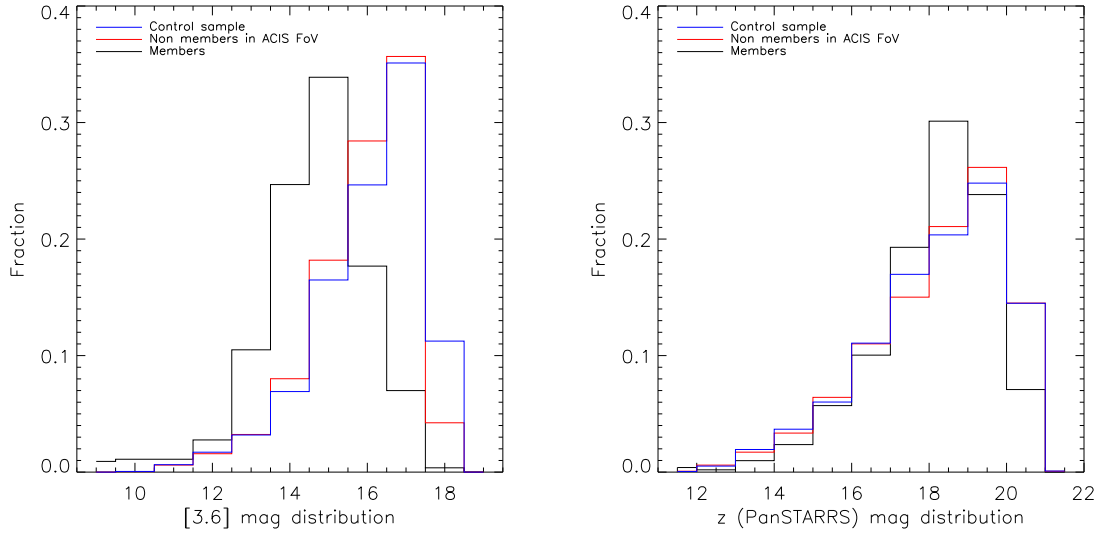 Control sample
Non members in ACIS FoV
Members
0.4
0.3
0.2
0.1
0.0
Fraction
10 12 14 16 18
[3.6] mag distribution
Control sample
Non members in ACIS FoV
Members
0.4
0.3
0.2
0.1
0.0
Fraction
12 14 16 18 20 22
z (PanSTARRS) mag distribution